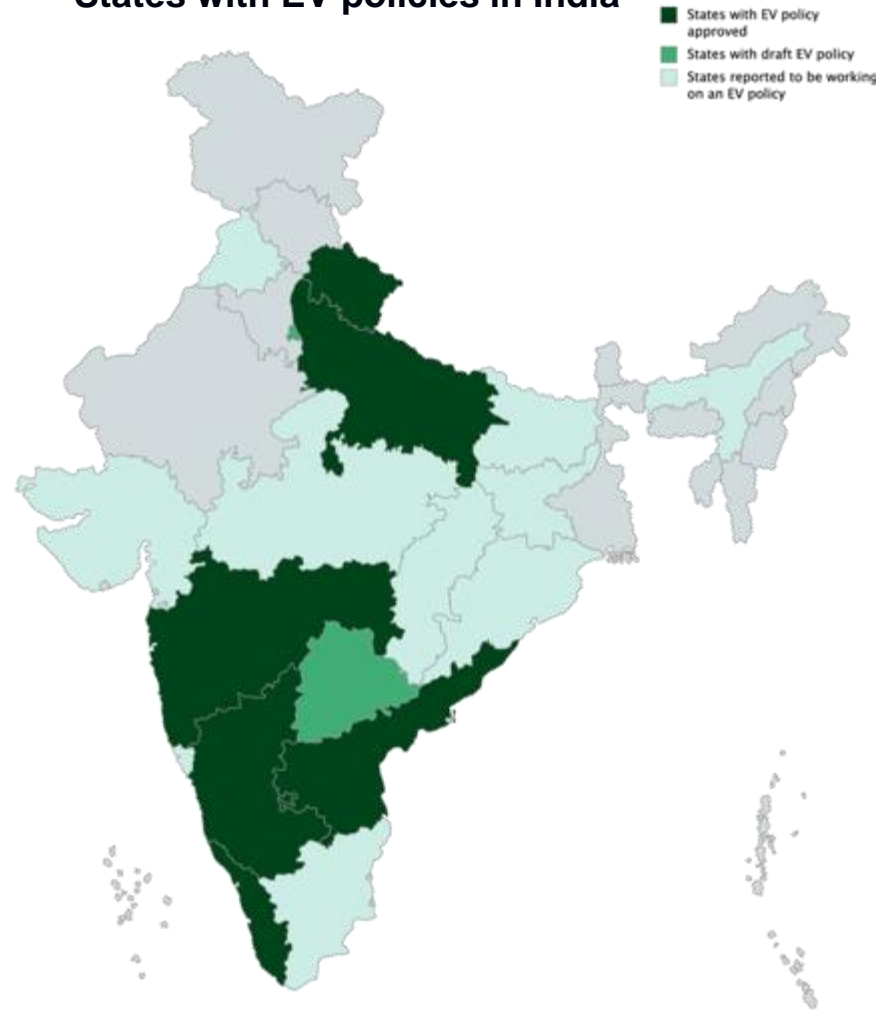 States with EV policies in India
States with EV policy
approved
States with draft EV policy
States reported to be working
on an EV policy